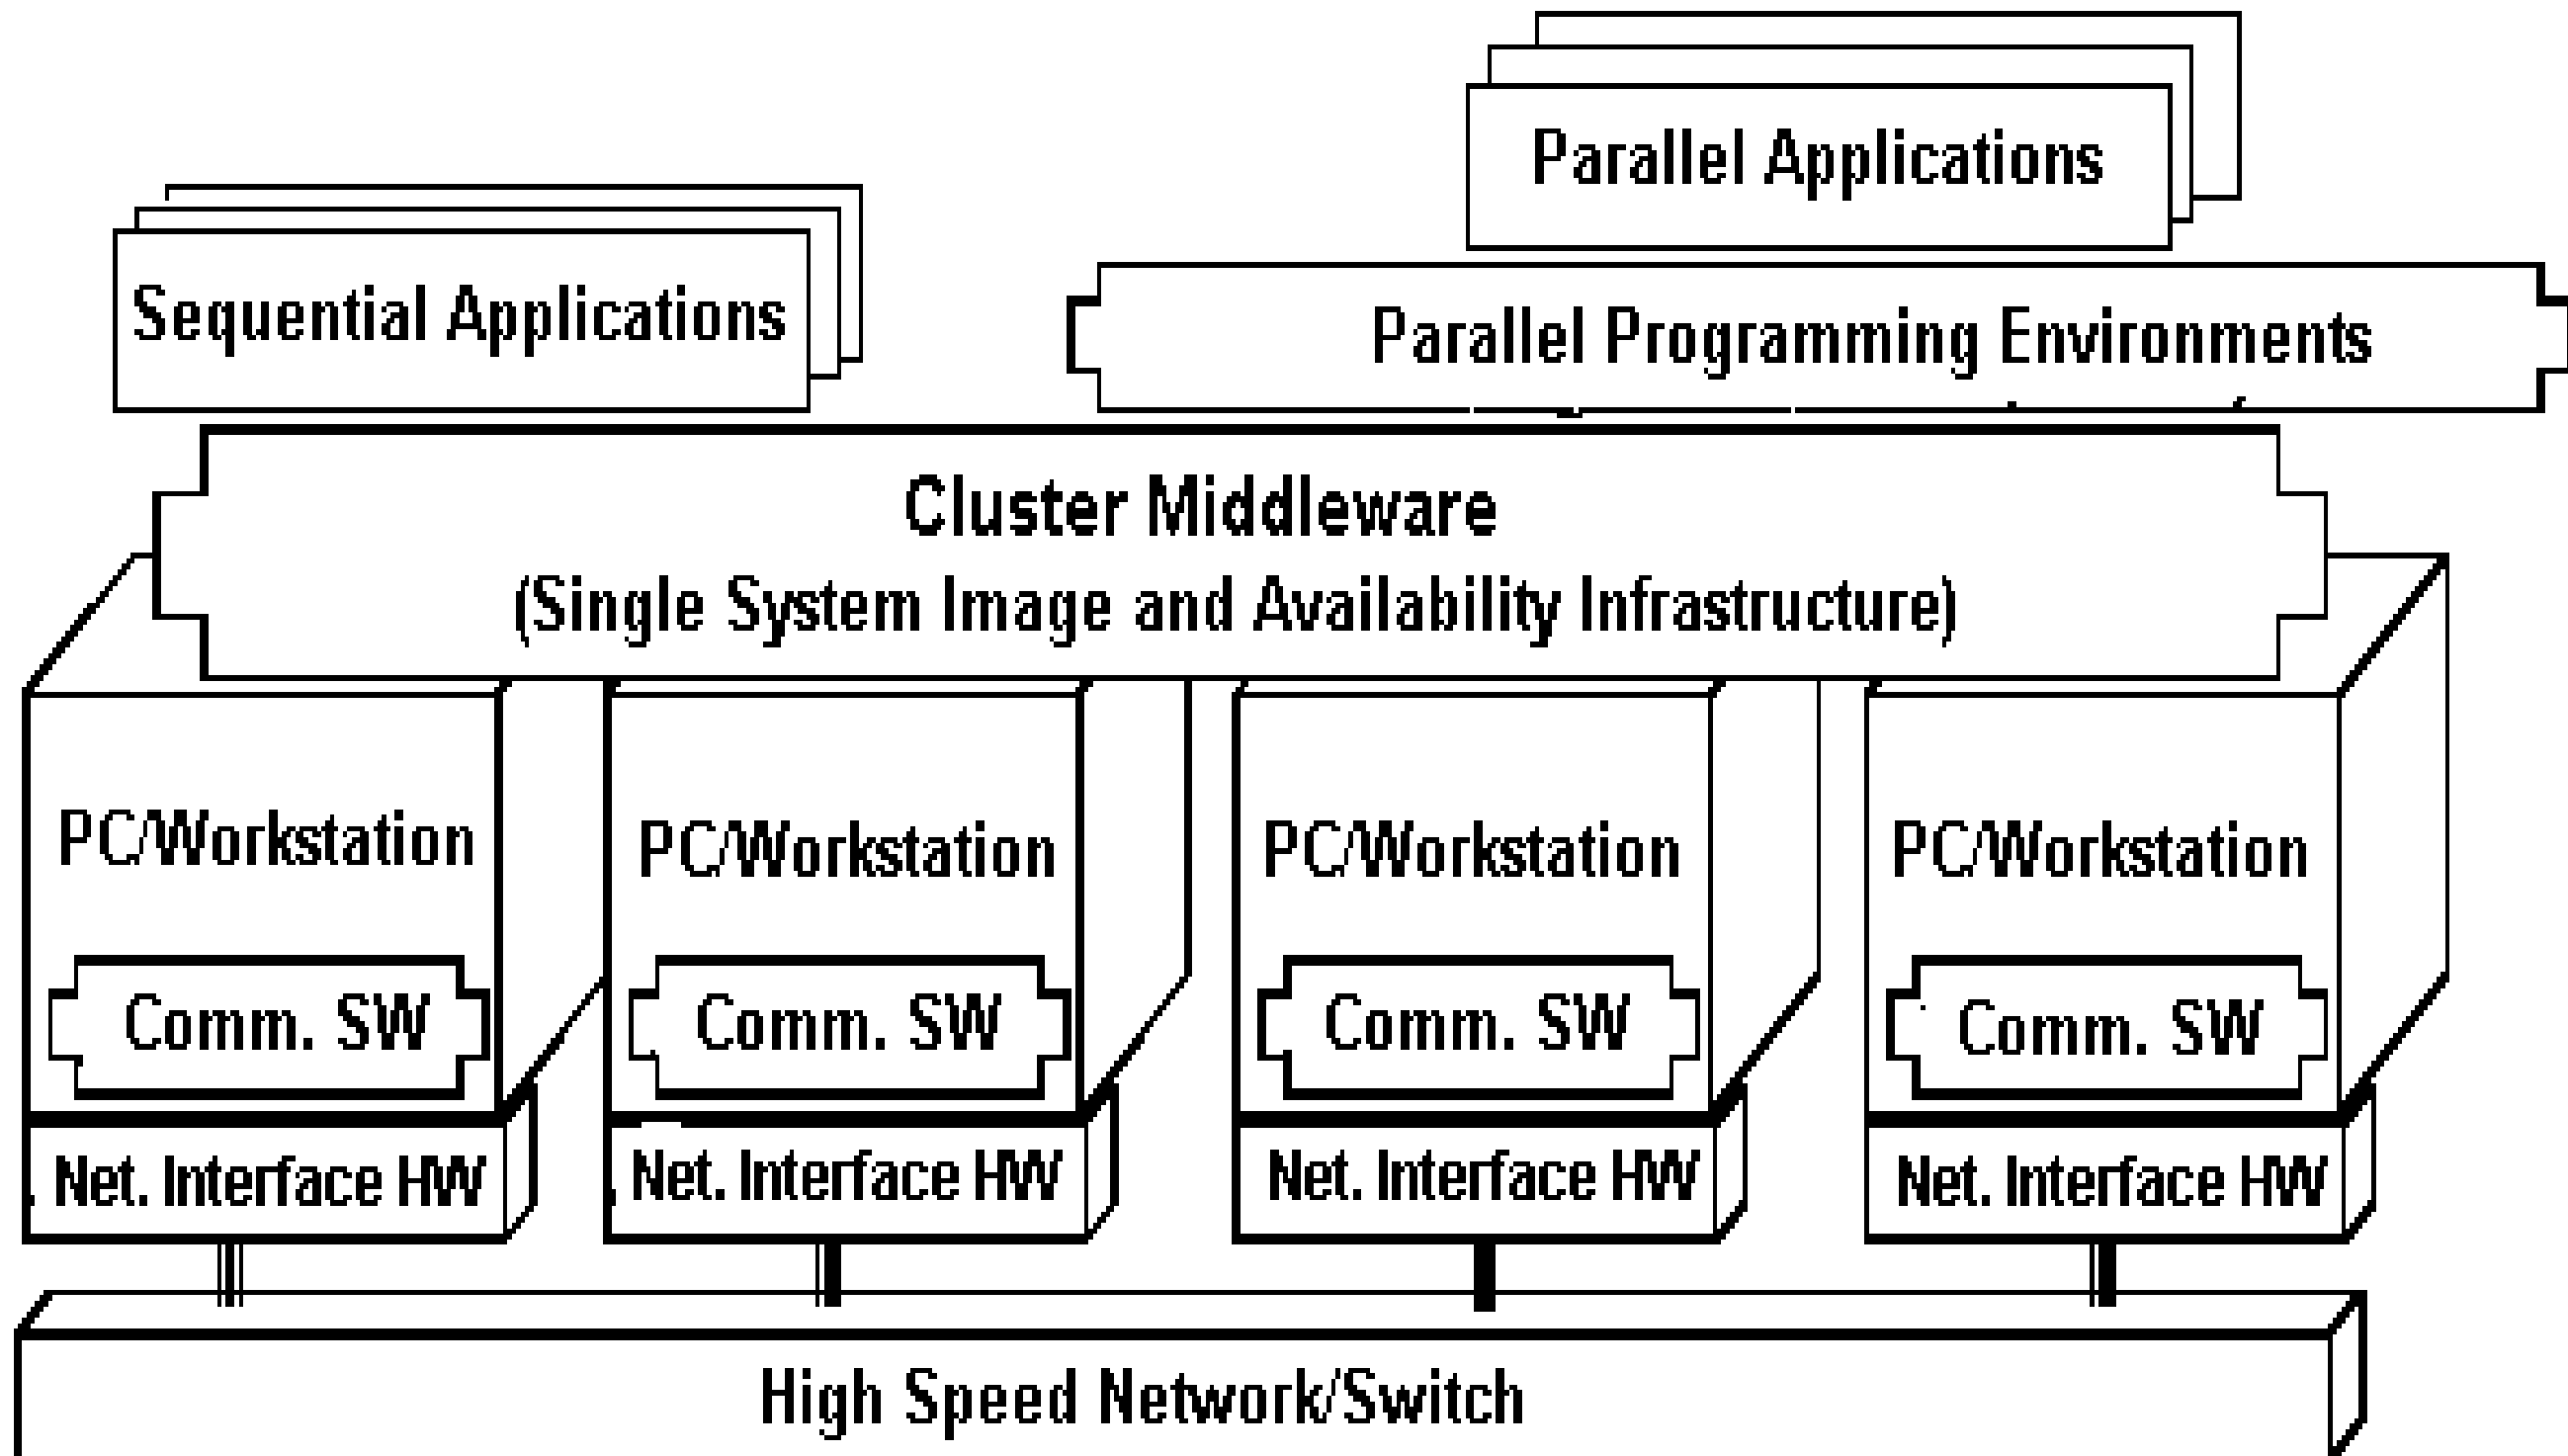 Parallel Applications
Sequential Applications
Parallel Programming Environments
Cluster Middleware
(Single System Image and Availability Infrastructure)
PC/Workstation
PC/Workstation
PC/Workstation
PC/Workstation
Comm. SW
Comm. SW
Comm. SW
Comm. SW
Net. Interface HW
Net. Interface HW
Net. Interface HW
Net. Interface HW
High Speed Network/Switch